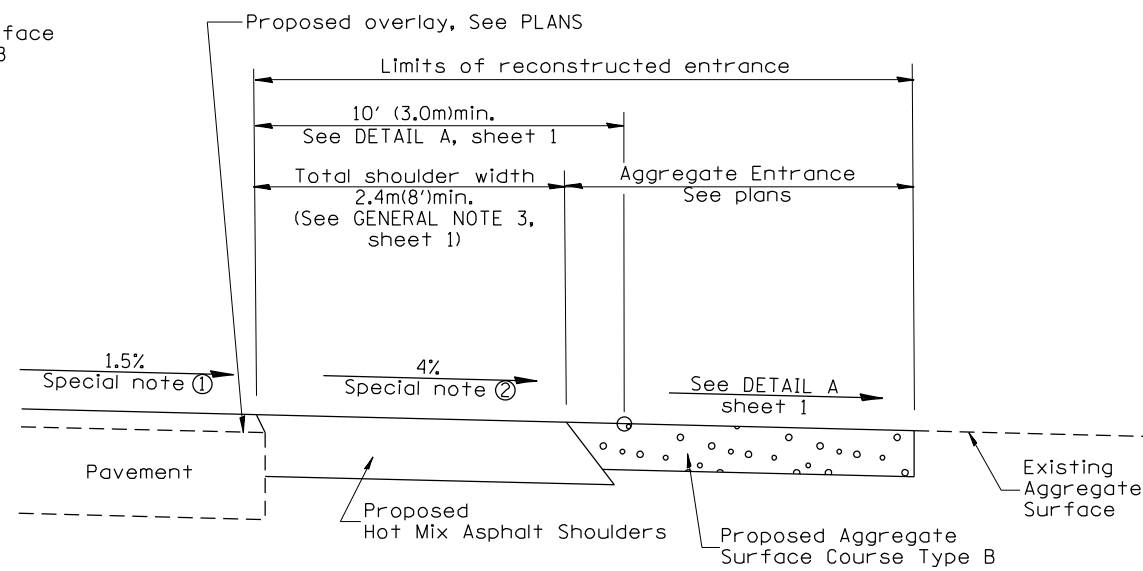 face
B
Proposed overlay, See PLANS
Limits of reconstructed entrance
10' (3.0m)min.
See DETAIL A, sheet 1
Total shoulder width
2.4m(8')min.
(See GENERAL NOTE 3,
sheet 1)
Aggregate Entrance
See plans
1.5%
Special note ①
4%
Special note ②
See DETAIL A
sheet 1
Pavement
Proposed
Hot Mix Asphalt Shoulders
Proposed Aggregate
Surface Course Type B
Existing
Aggregate
Surface